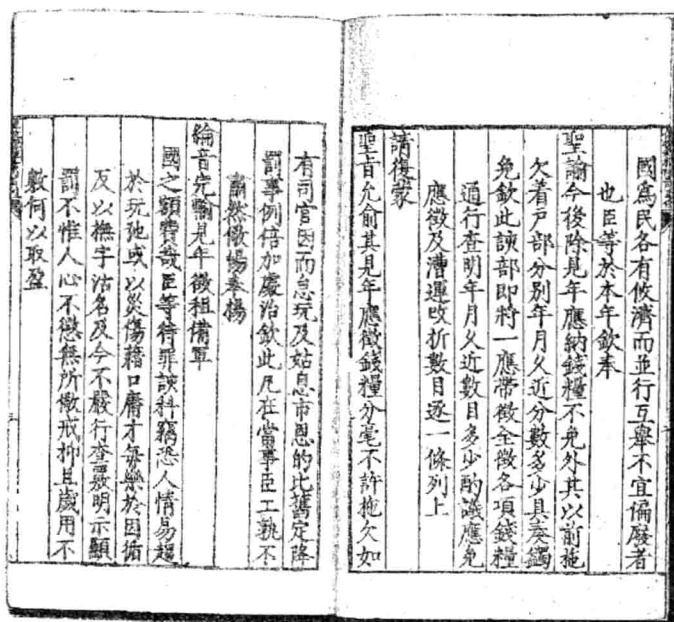 國爲民各有攸濟而並行互舉不宜偏廢者
也臣等於本年欽奉
聖諭今後除見年應納錢糧不免外其以前拖
欠着戶部分別年月久近分數多少具奏蠲
免欽此該部即將一應帶徵全徵各項錢糧
通行查明年月久近數目多少酌議應免
應徵及漕運改折數目逐一條列上
請復蒙
聖旨允俞其見年應徵錢糧分毫不許拖欠如
有司官因而怠玩及姑息市恩的比舊定降
罰事例倍加處治欽此凡在當事臣工孰不
肅然儆惕奉揚
綸音完輸見年徵租備軍
國之額費哉臣等待罪該科竊恐人情易趨
於玩弛或以災傷藉口庸才每樂於因循
及以撫字沽名及今不嚴行查覈明示顯
罰不惟人心不懲無所儆戒抑且歲用不
敷何以取盈